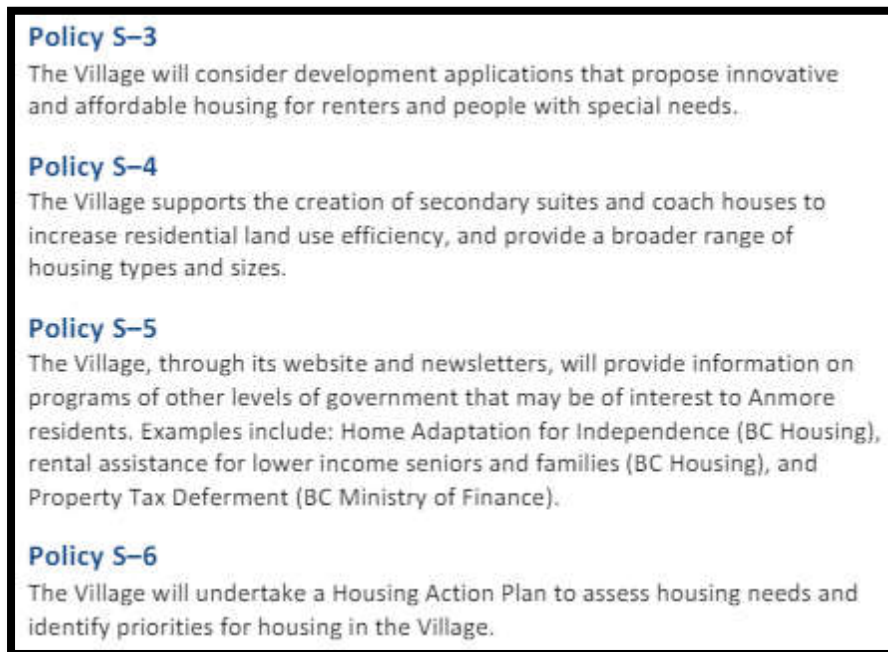 Policy S–3
The Village will consider development applications that propose innovative
and affordable housing for renters and people with special needs.
Policy S–4
The Village supports the creation of secondary suites and coach houses to
increase residential land use efficiency, and provide a broader range of
housing types and sizes.
Policy S–5
The Village, through its website and newsletters, will provide information on
programs of other levels of government that may be of interest to Anmore
residents. Examples include: Home Adaptation for Independence (BC Housing),
rental assistance for lower income seniors and families (BC Housing), and
Property Tax Deferment (BC Ministry of Finance).
Policy S–6
The Village will undertake a Housing Action Plan to assess housing needs and
identify priorities for housing in the Village.